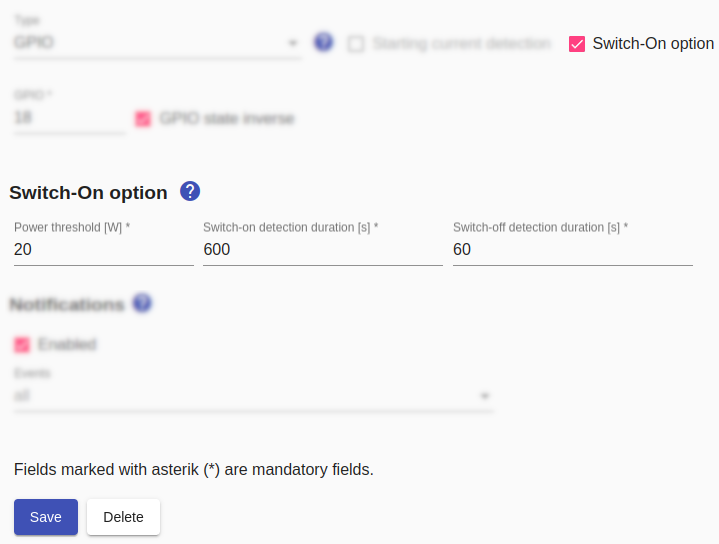 Type
GPIO
Starting current detection
Switch-On option
GPIO *
18
GPIO state inverse
Switch-On option
Power threshold [W] *
Switch-on detection duration [s] *
Switch-off detection duration [s] *
20
600
60
Notifications
Enabled
Events
all
Fields marked with asterik (*) are mandatory fields.
Save
Delete